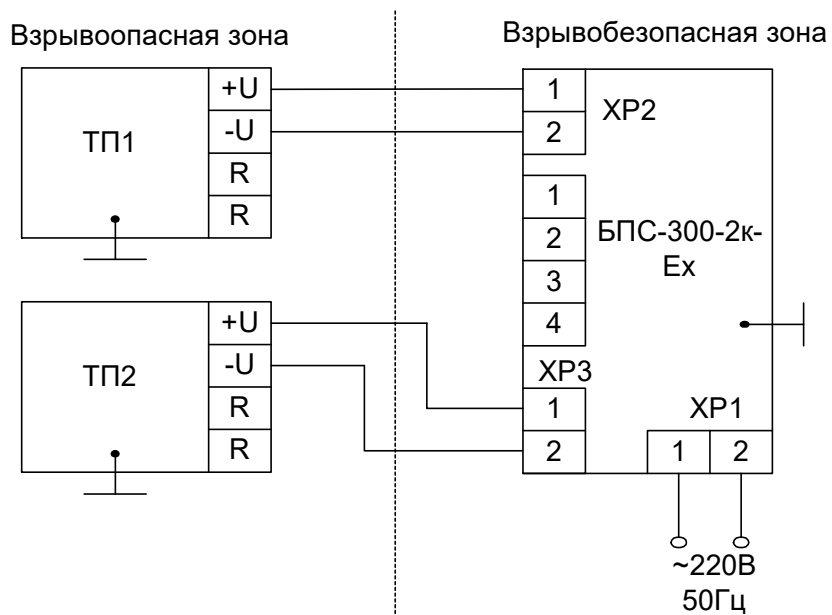 Взрывоопасная зона
Взрывобезопасная зона
ТП1
+U
-U
R
R
ТП2
+U
-U
R
R
1
2
XP2
1
2
3
4
БПС-300-2к-
Ex
XP3
1
2
XP1
1
2
~220В
50Гц